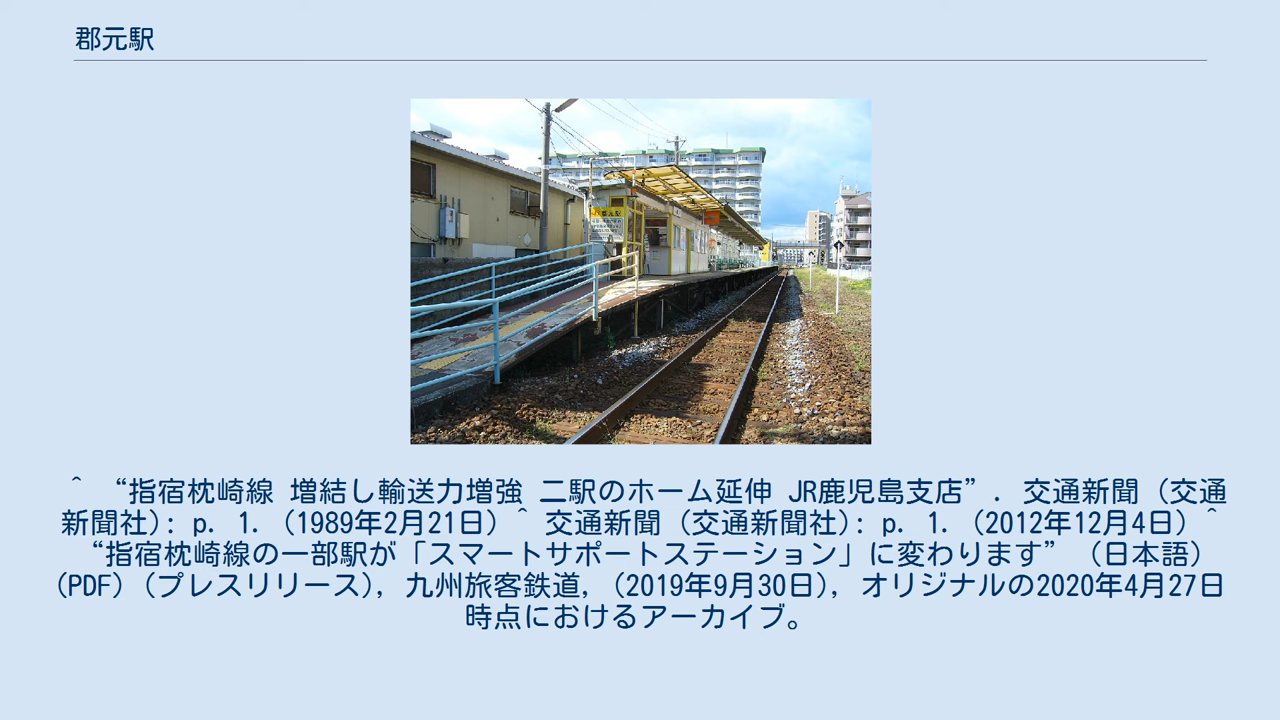 郡元駅
郡元駅
^ “指宿枕崎線 増結し輸送力増強 二駅のホーム延伸 JR鹿児島支店”. 交通新聞 (交通
新聞社): p. 1. (1989年2月21日) ^ 交通新聞 (交通新聞社): p. 1. (2012年12月4日) ^
“指宿枕崎線の一部駅が「スマートサポートステーション」に変わります” (日本語)
(PDF) (プレスリリース), 九州旅客鉄道, (2019年9月30日), オリジナルの2020年4月27日
時点におけるアーカイブ。